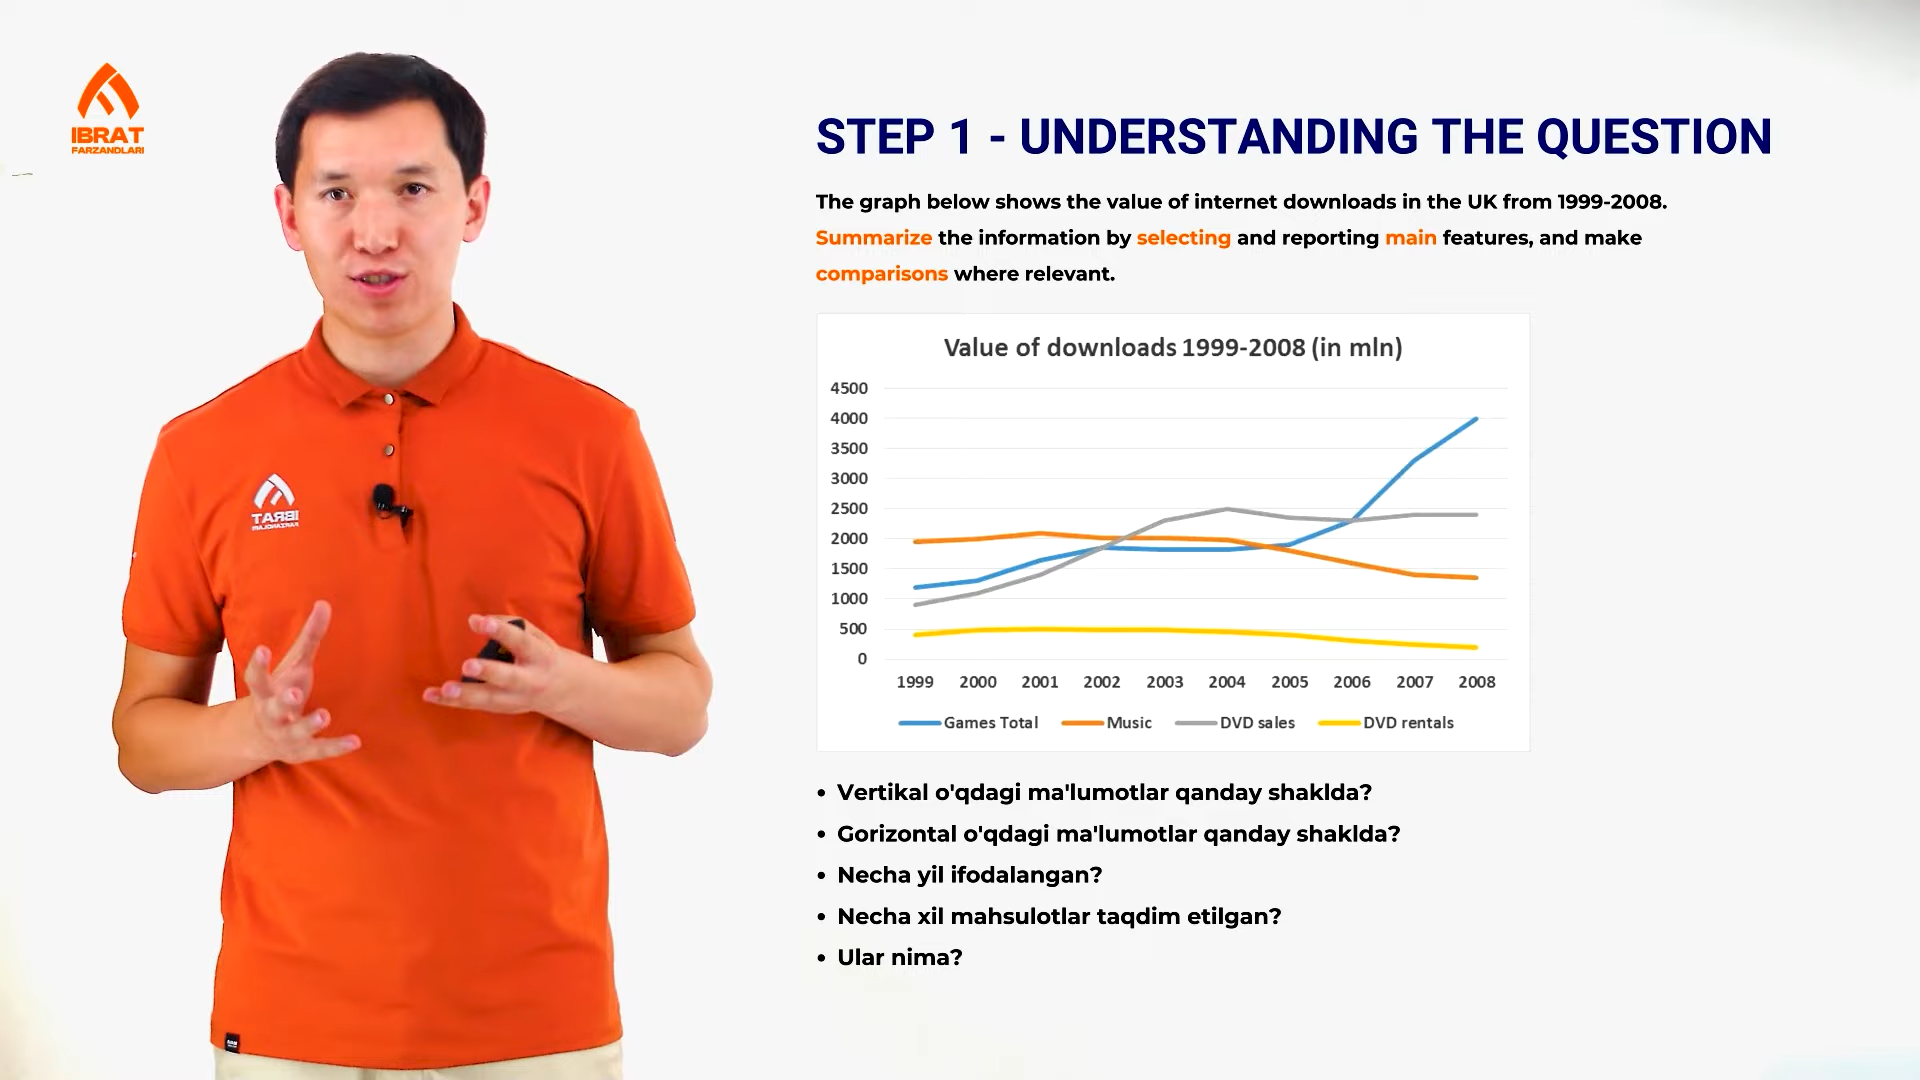 IBRAT
FARZANDLARI
IBRAT
FARZANDLARI
STEP 1 - UNDERSTANDING THE QUESTION
The graph below shows the value of internet downloads in the UK from 1999-2008.
Summarize the information by selecting and reporting main features, and make
comparisons where relevant.
Value of downloads 1999-2008 (in mln)
4500
4000
3500
3000
2500
2000
1500
1000
500
0
1999 2000 2001 2002 2003 2004 2005 2006 2007 2008
Games Total Music DVD sales DVD rentals
• Vertikal o'qdagi ma'lumotlar qanday shaklda?
• Gorizontal o'qdagi ma'lumotlar qanday shaklda?
• Necha yil ifodalangan?
• Necha xil mahsulotlar taqdim etilgan?
• Ular nima?